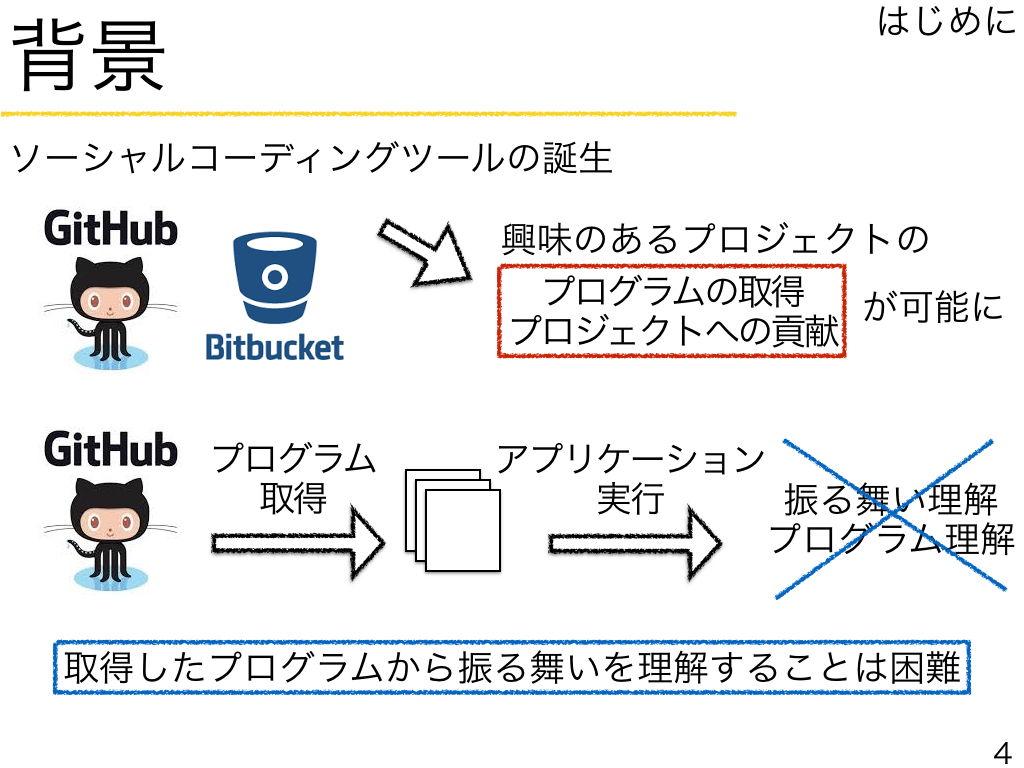 はじめに
背景
ソーシャルコーディングツールの誕生
GitHub
Bitbucket
興味のあるプロジェクトの
プログラムの取得
プロジェクトへの貢献
が可能に
GitHub
プログラム
取得
アプリケーション
実行
振る舞い理解
プログラム理解
取得したプログラムから振る舞いを理解することは困難
4